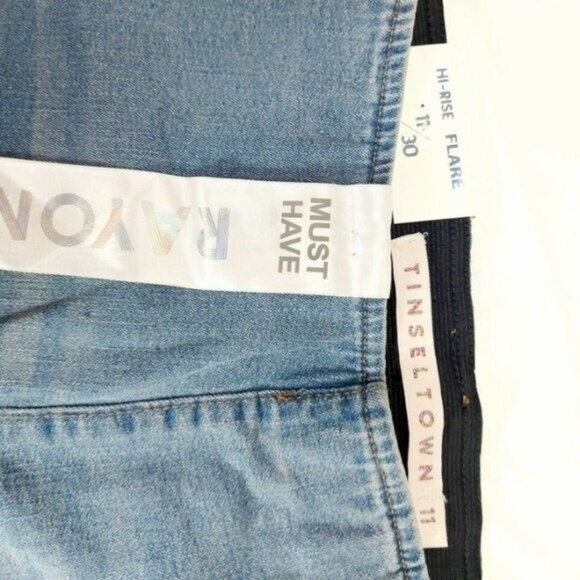 HI-RISE FLARE
11/30
MUST
HAVE
RAYON
TINSELTOWN 11